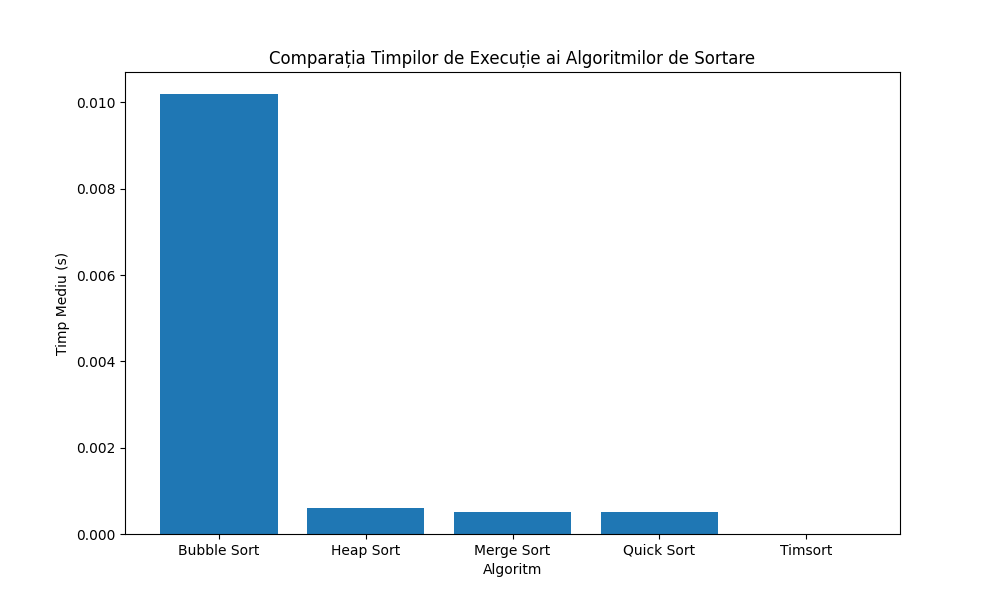 Comparația Timpilor de Execuție ai Algoritmilor de Sortare
0.010
0.008
0.006
0.004
0.002
0.000
Timp Mediu (s)
Bubble Sort
Heap Sort
Merge Sort
Quick Sort
Timsort
Algoritm